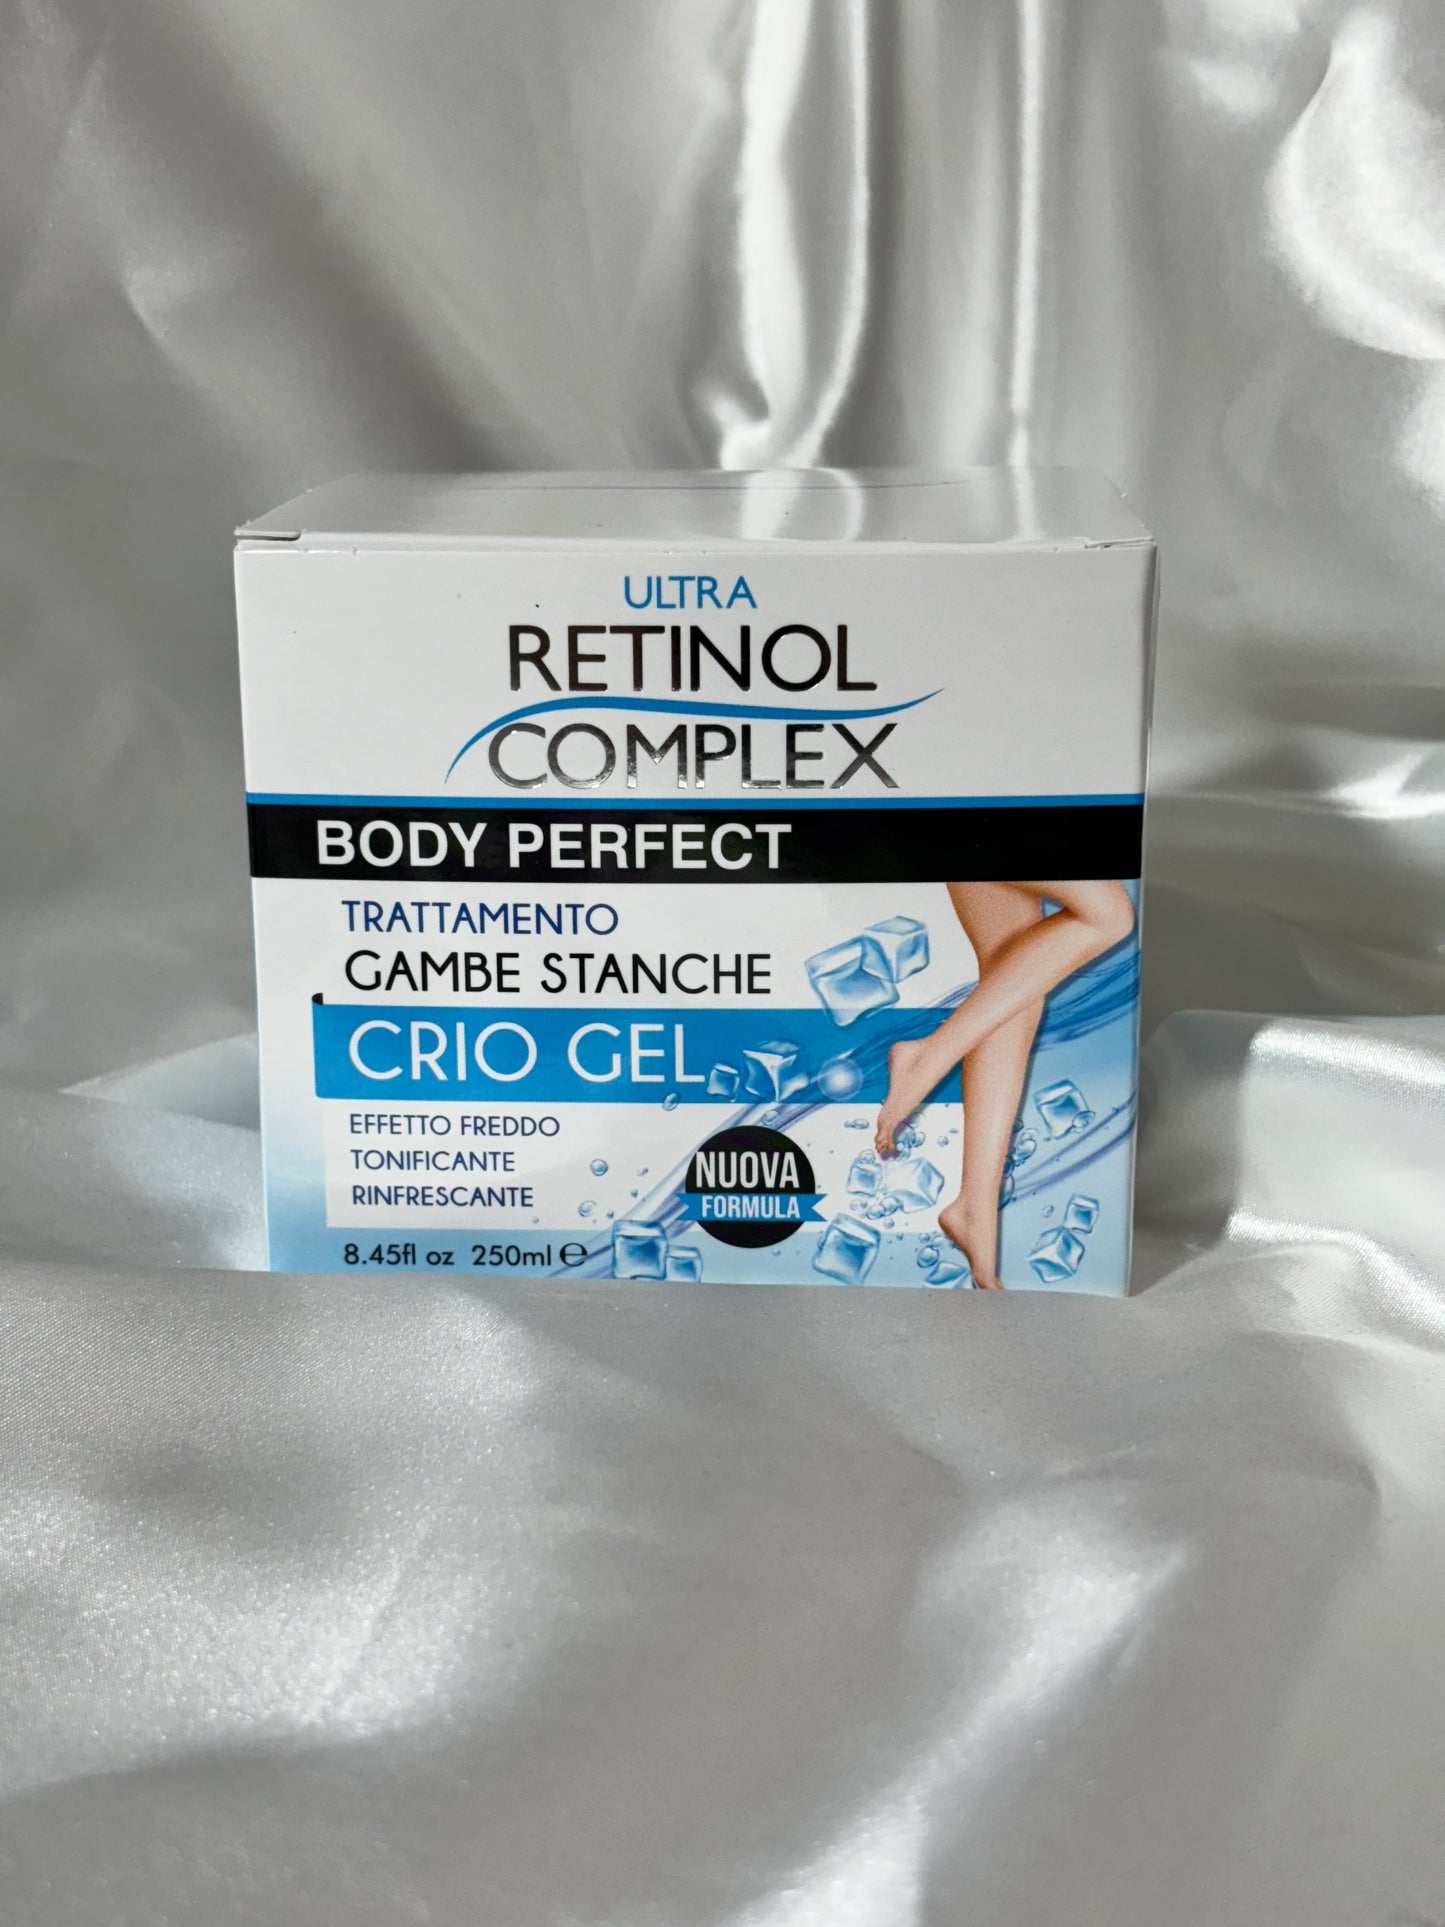 ULTRA
RETINOL
COMPLEX
BODY PERFECT
TRATTAMENTO
GAMBE STANCHE
CRIO GEL
EFFETTO FREDDO
TONIFICANTE
RINFRESCANTE
NUOVA
FORMULA
8.45fl oz 250ml ℮